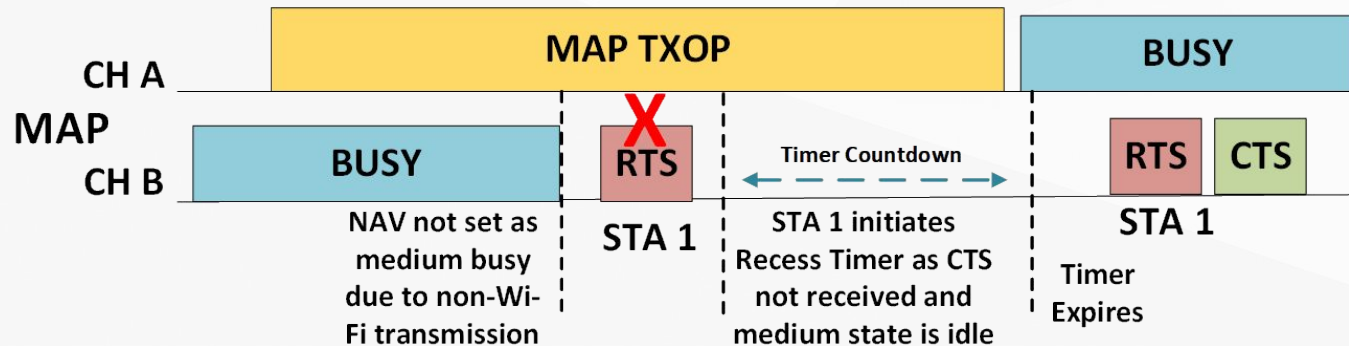 MAP TXOP
BUSY
CH A
X
MAP
BUSY
RTS
Timer Countdown
RTS
CTS
CH B
NAV not set as
medium busy
due to non-Wi-
Fi transmission
STA 1
STA 1 initiates
Recess Timer as CTS
not received and
medium state is idle
STA 1
Timer
Expires